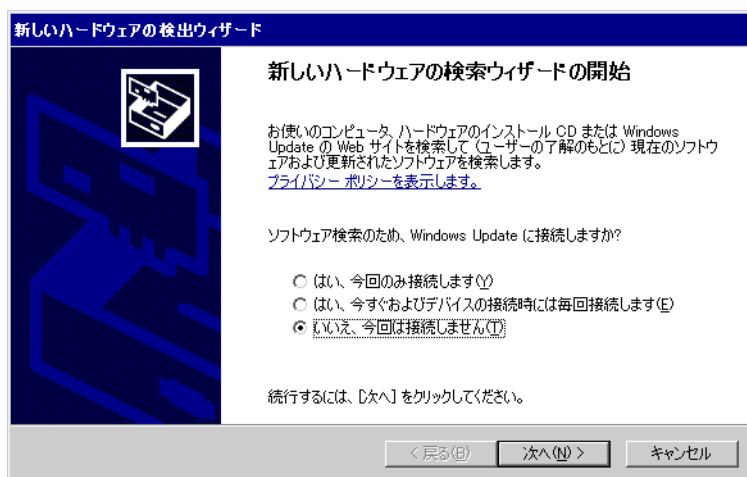 新しいハードウェアの検出ウィザード
新しいハードウェアの検索ウィザードの開始
お使いのコンピュータ、ハードウェアのインストール CD または Windows
Update の Web サイトを検索して (ユーザーの了解のもとに) 現在のソフトウ
ェアおよび更新されたソフトウェアを検索します。
プライバシー ポリシーを表示します。
ソフトウェア検索のため、Windows Update に接続しますか?
はい、今回のみ接続します(Y)
はい、今すぐおよびデバイスの接続時には毎回接続します(E)
いいえ、今回は接続しません(T)
続行するには、[次へ] をクリックしてください。
< 戻る(B)
次へ(N) >
キャンセル